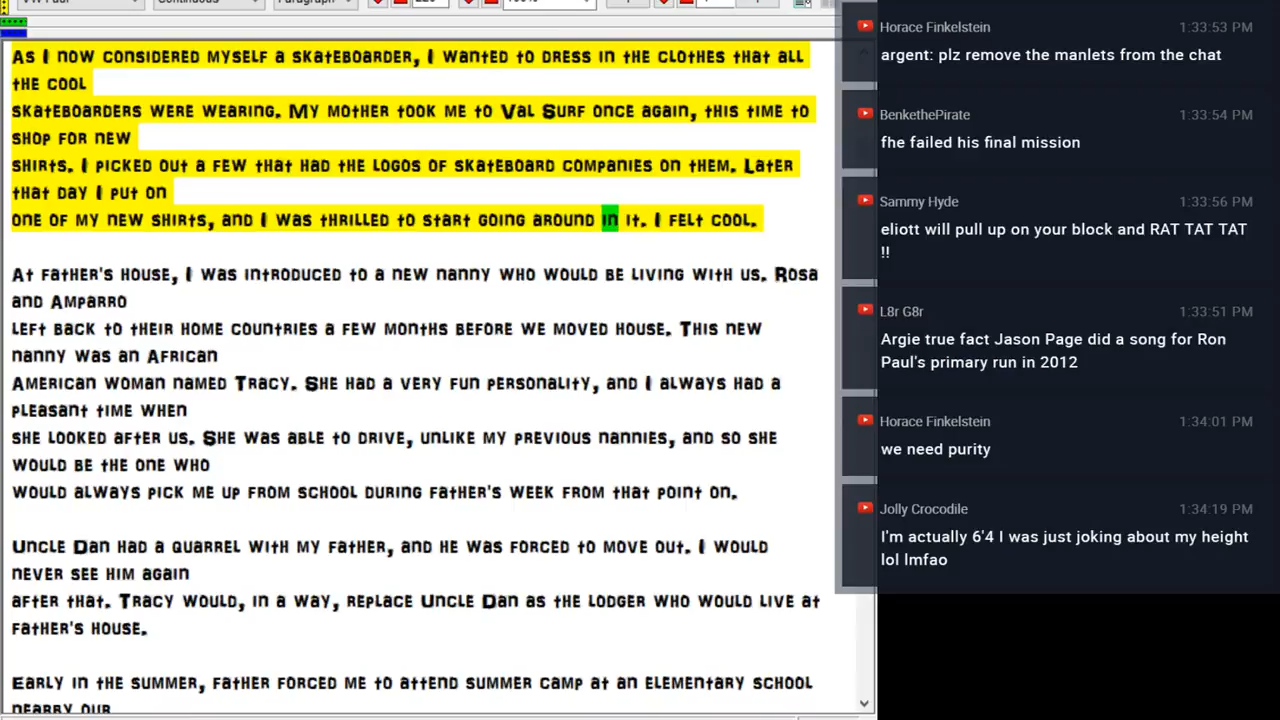 As I now considered myself a skateboarder, I wanted to dress in the clothes that all
the cool
skateboarders were wearing. My mother took me to Val Surf once again, this time to
shop for new
shirts. I picked out a few that had the logos of skateboard companies on them. Later
that day I put on
one of my new shirts, and I was thrilled to start going around in it. I felt cool.
At father's house, I was introduced to a new nanny who would be living with us. Rosa
and Amparro
left back to their home countries a few months before we moved house. This new
nanny was an African
American woman named Tracy. She had a very fun personality, and I always had a
pleasant time when
she looked after us. She was able to drive, unlike my previous nannies, and so she
would be the one who
would always pick me up from school during father's week from that point on.
Uncle Dan had a quarrel with my father, and he was forced to move out. I would
never see him again
after that. Tracy would, in a way, replace Uncle Dan as the lodger who would live at
father's house.
Early in the summer, father forced me to attend summer camp at an elementary school
nearby our
Horace Finkelstein 1:33:53 PM
argent: plz remove the manlets from the chat
BenkethePirate 1:33:54 PM
fhe failed his final mission
Sammy Hyde 1:33:56 PM
eliott will pull up on your block and RAT TAT TAT
!!
L8r G8r 1:33:51 PM
Argie true fact Jason Page did a song for Ron
Paul's primary run in 2012
Horace Finkelstein 1:34:01 PM
we need purity
Jolly Crocodile 1:34:19 PM
I'm actually 6'4 I was just joking about my height
lol lmfao